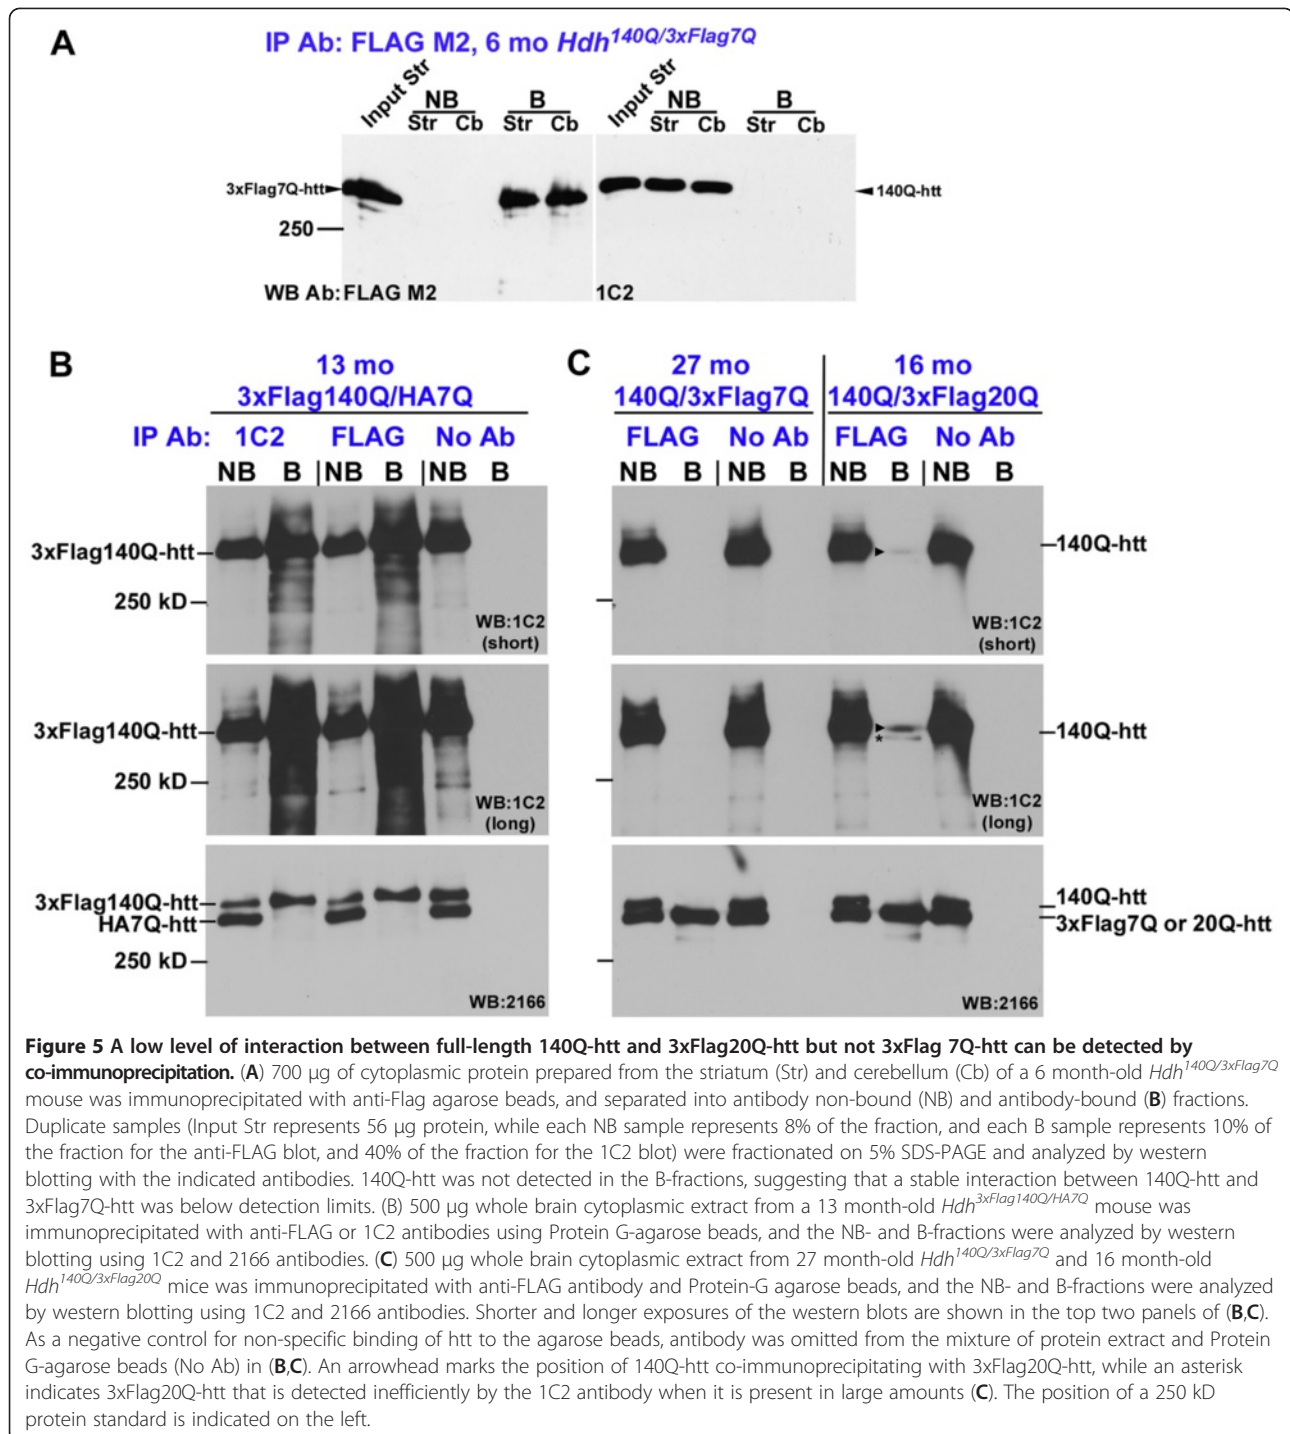 A
IP Ab: FLAG M2, 6 mo Hdh140Q/3xFlag7Q
Input Str NB B Input Str NB B
Str Cb Str Cb Str Cb Str Cb
3xFlag7Q-htt 140Q-htt
250
WB Ab: FLAG M2 1C2
B
13 mo
3xFlag140Q/HA7Q
IP Ab: 1C2 FLAG No Ab
NB B NB B NB B
3xFlag140Q-htt
250 kD
WB:1C2
(short)
3xFlag140Q-htt
250 kD
WB:1C2
(long)
3xFlag140Q-htt
HA7Q-htt
250 kD
WB:2166
C
27 mo 16 mo
140Q/3xFlag7Q 140Q/3xFlag20Q
FLAG No Ab FLAG No Ab
NB B NB B NB B NB B
140Q-htt
WB:1C2
(short)
140Q-htt
*
WB:1C2
(long)
140Q-htt
3xFlag7Q or 20Q-htt
WB:2166
Figure 5 A low level of interaction between full-length 140Q-htt and 3xFlag20Q-htt but not 3xFlag 7Q-htt can be detected by
co-immunoprecipitation. (A) 700 µg of cytoplasmic protein prepared from the striatum (Str) and cerebellum (Cb) of a 6 month-old Hdh140Q/3xFlag7Q
mouse was immunoprecipitated with anti-Flag agarose beads, and separated into antibody non-bound (NB) and antibody-bound (B) fractions.
Duplicate samples (Input Str represents 56 µg protein, while each NB sample represents 8% of the fraction, and each B sample represents 10% of
the fraction for the anti-FLAG blot, and 40% of the fraction for the 1C2 blot) were fractionated on 5% SDS-PAGE and analyzed by western
blotting with the indicated antibodies. 140Q-htt was not detected in the B-fractions, suggesting that a stable interaction between 140Q-htt and
3xFlag7Q-htt was below detection limits. (B) 500 µg whole brain cytoplasmic extract from a 13 month-old Hdh3xFlag140Q/HA7Q mouse was
immunoprecipitated with anti-FLAG or 1C2 antibodies using Protein G-agarose beads, and the NB- and B-fractions were analyzed by western
blotting using 1C2 and 2166 antibodies. (C) 500 µg whole brain cytoplasmic extract from 27 month-old Hdh140Q/3xFlag7Q and 16 month-old
Hdh140Q/3xFlag20Q mice was immunoprecipitated with anti-FLAG antibody and Protein-G agarose beads, and the NB- and B-fractions were analyzed
by western blotting using 1C2 and 2166 antibodies. Shorter and longer exposures of the western blots are shown in the top two panels of (B,C).
As a negative control for non-specific binding of htt to the agarose beads, antibody was omitted from the mixture of protein extract and Protein
G-agarose beads (No Ab) in (B,C). An arrowhead marks the position of 140Q-htt co-immunoprecipitating with 3xFlag20Q-htt, while an asterisk
indicates 3xFlag20Q-htt that is detected inefficiently by the 1C2 antibody when it is present in large amounts (C). The position of a 250 kD
protein standard is indicated on the left.